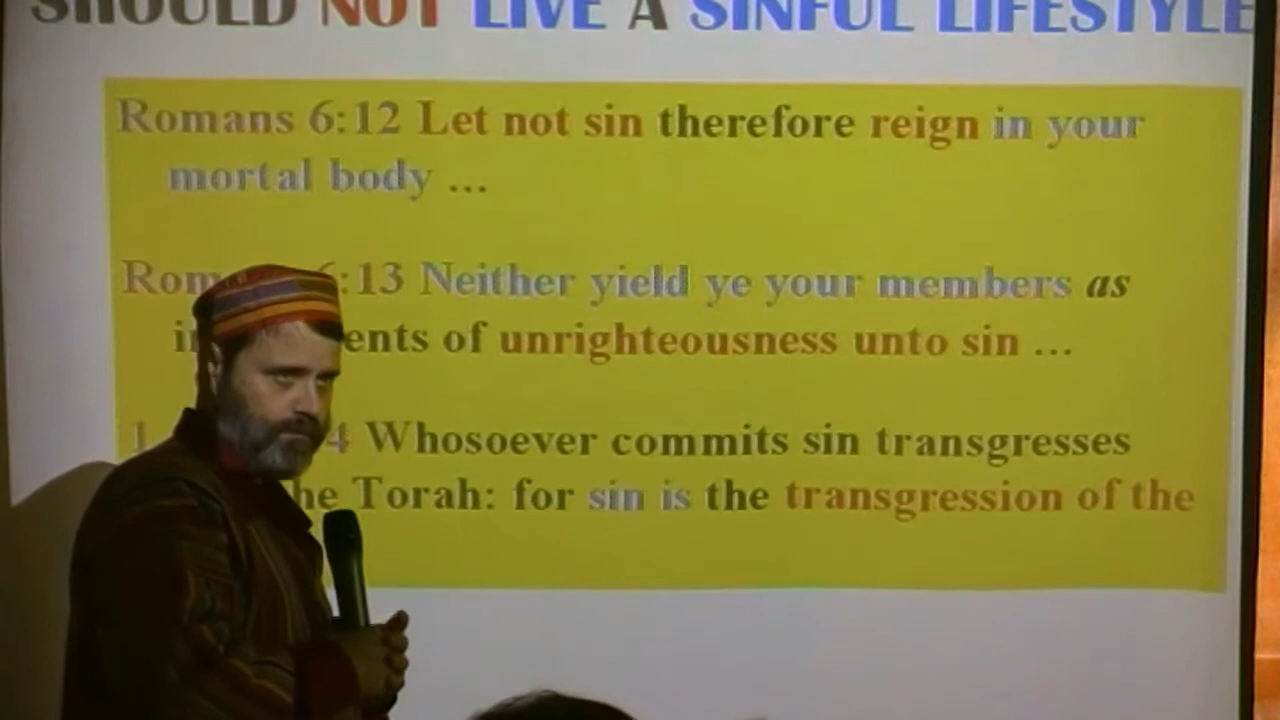 SHOULD NOT LIVE A SINFUL LIFESTYLE
Romans 6:12 Let not sin therefore reign in your
mortal body ...
6:13 Neither yield ye your members as
of unrighteousness unto sin ...
Whosoever commits sin transgresses
Torah: for sin is the transgression of the